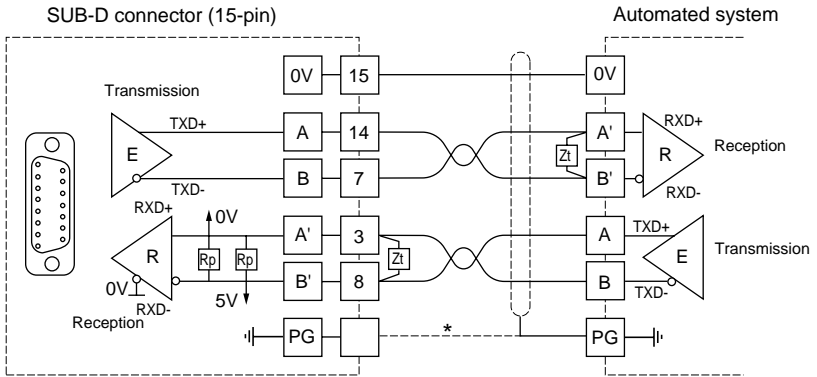 SUB-D connector (15-pin)
Automated system
0V 15 0V
Transmission
TXD+ A 14 A' RXD+
E Zt R Reception
B 7 B'
TXD- RXD-
RXD+ 0V A' 3 A TXD+
R Rp Rp Zt E Transmission
0V B' 8 B TXD-
RXD- 5V
Reception
PG * PG